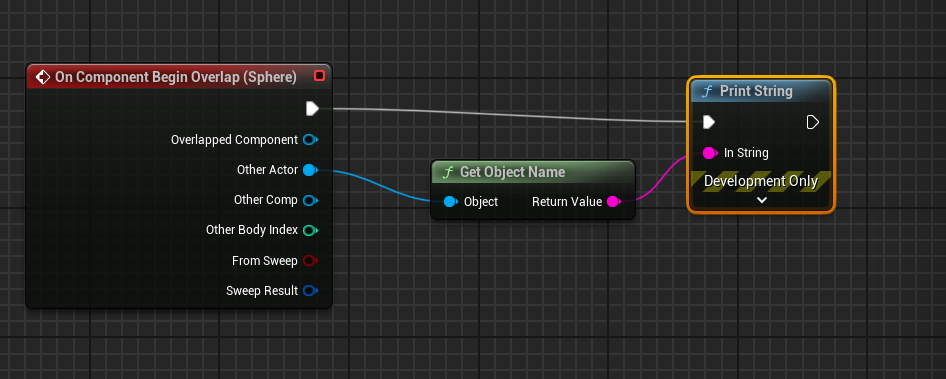 On Component Begin Overlap (Sphere)
Overlapped Component
Other Actor
Other Comp
Other Body Index
From Sweep
Sweep Result
f Get Object Name
Object Return Value
f Print String
In String
Development Only